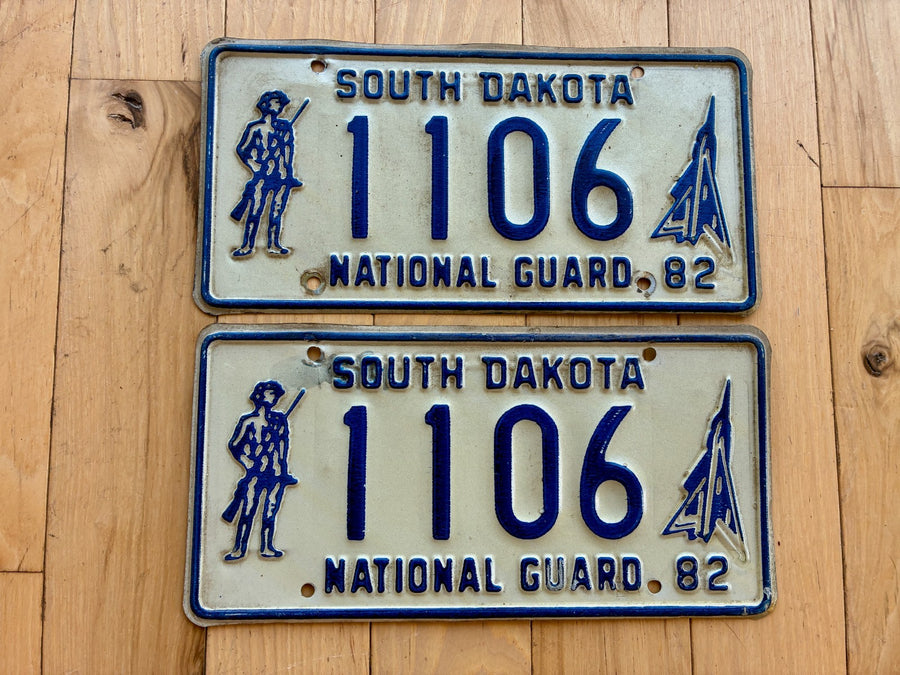 SOUTH DAKOTA
1106
NATIONAL GUARD 82
SOUTH DAKOTA
1106
NATIONAL GUARD 82